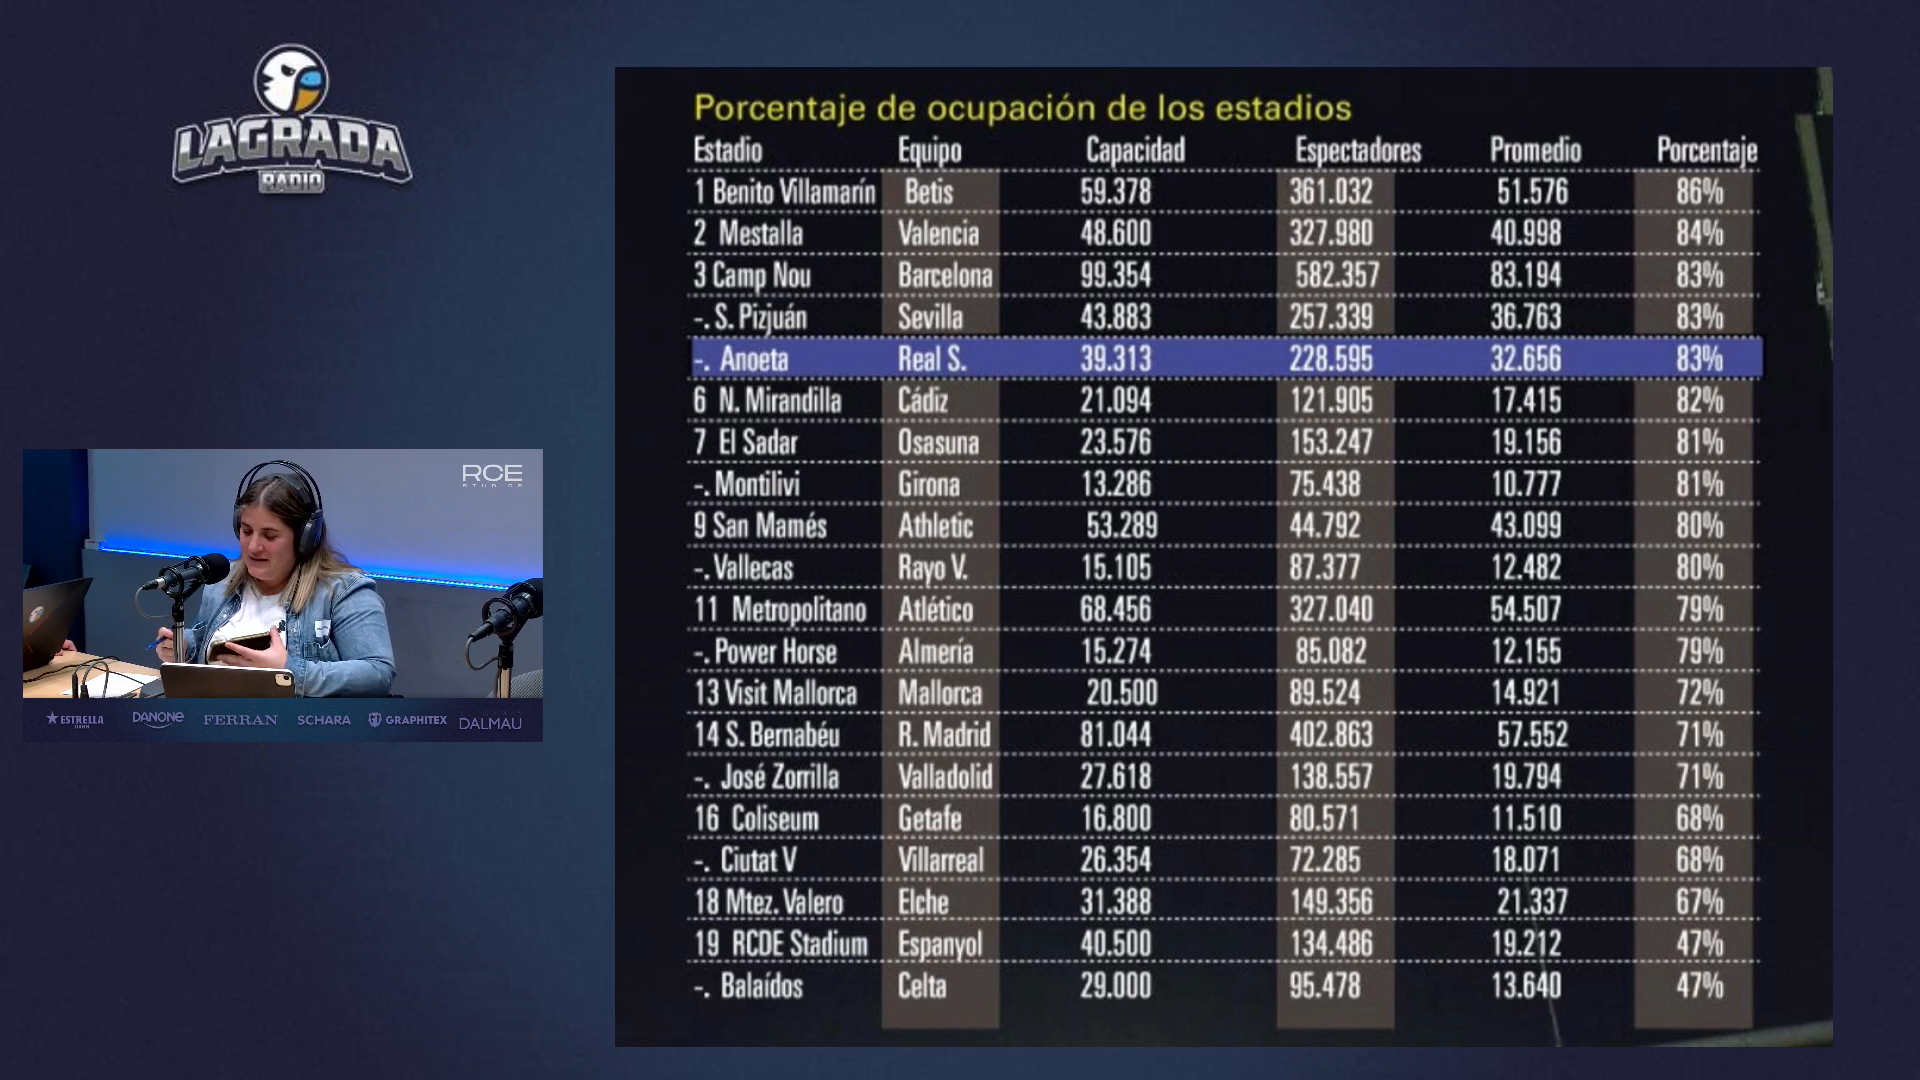 LAGRADA
RADIO
Porcentaje de ocupación de los estadios
Estadio Equipo Capacidad Espectadores Promedio Porcentaje
1 Benito Villamarín Betis 59.378 361.032 51.576 86%
2 Mestalla Valencia 48.600 327.980 40.998 84%
3 Camp Nou Barcelona 99.354 582.357 83.194 83%
-. S. Pizjuán Sevilla 43.883 257.339 36.763 83%
-. Anoeta Real S. 39.313 228.595 32.656 83%
6 N. Mirandilla Cádiz 21.094 121.905 17.415 82%
7 El Sadar Osasuna 23.576 153.247 19.156 81%
-. Montilivi Girona 13.286 75.438 10.777 81%
9 San Mamés Athletic 53.289 44.792 43.099 80%
-. Vallecas Rayo V. 15.105 87.377 12.482 80%
11 Metropolitano Atlético 68.456 327.040 54.507 79%
-. Power Horse Almería 15.274 85.082 12.155 79%
13 Visit Mallorca Mallorca 20.500 89.524 14.921 72%
14 S. Bernabéu R. Madrid 81.044 402.863 57.552 71%
-. José Zorrilla Valladolid 27.618 138.557 19.794 71%
16 Coliseum Getafe 16.800 80.571 11.510 68%
-. Ciutat V Villarreal 26.354 72.285 18.071 68%
18 Mtez. Valero Elche 31.388 149.356 21.337 67%
19 RCDE Stadium Espanyol 40.500 134.486 19.212 47%
-. Balaídos Celta 29.000 95.478 13.640 47%
RCE
STUDIOS
ESTRELLA DAMM DANONE FERRAN SCHARA GRAPHITEX DALMAU